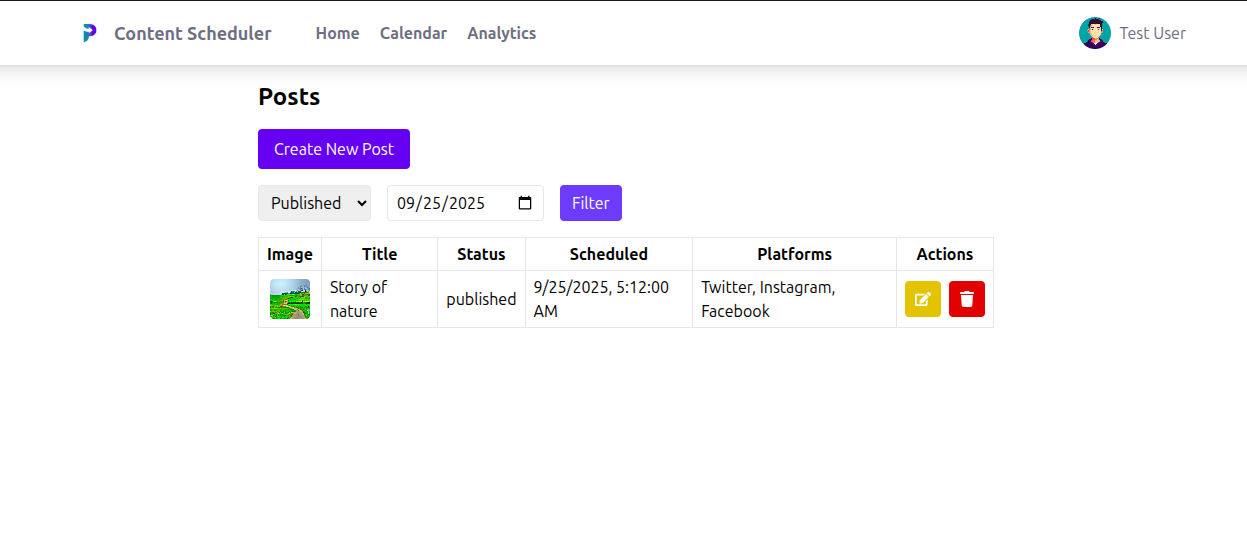 Content Scheduler Home Calendar Analytics Test User
Posts
Create New Post
Published 09/25/2025 Filter
Image Title Status Scheduled Platforms Actions
Story of
nature
published
9/25/2025, 5:12:00
AM
Twitter, Instagram,
Facebook